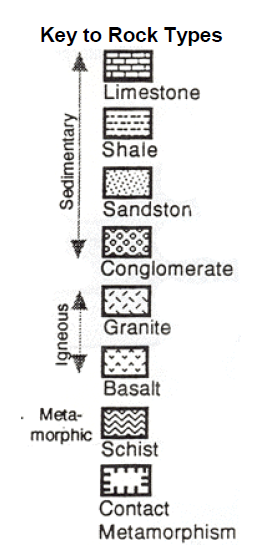 Key to Rock Types
Sedimentary
Limestone
Shale
Sandston
Conglomerate
Igneous
Granite
Basalt
Meta-
morphic
Schist
Contact
Metamorphism